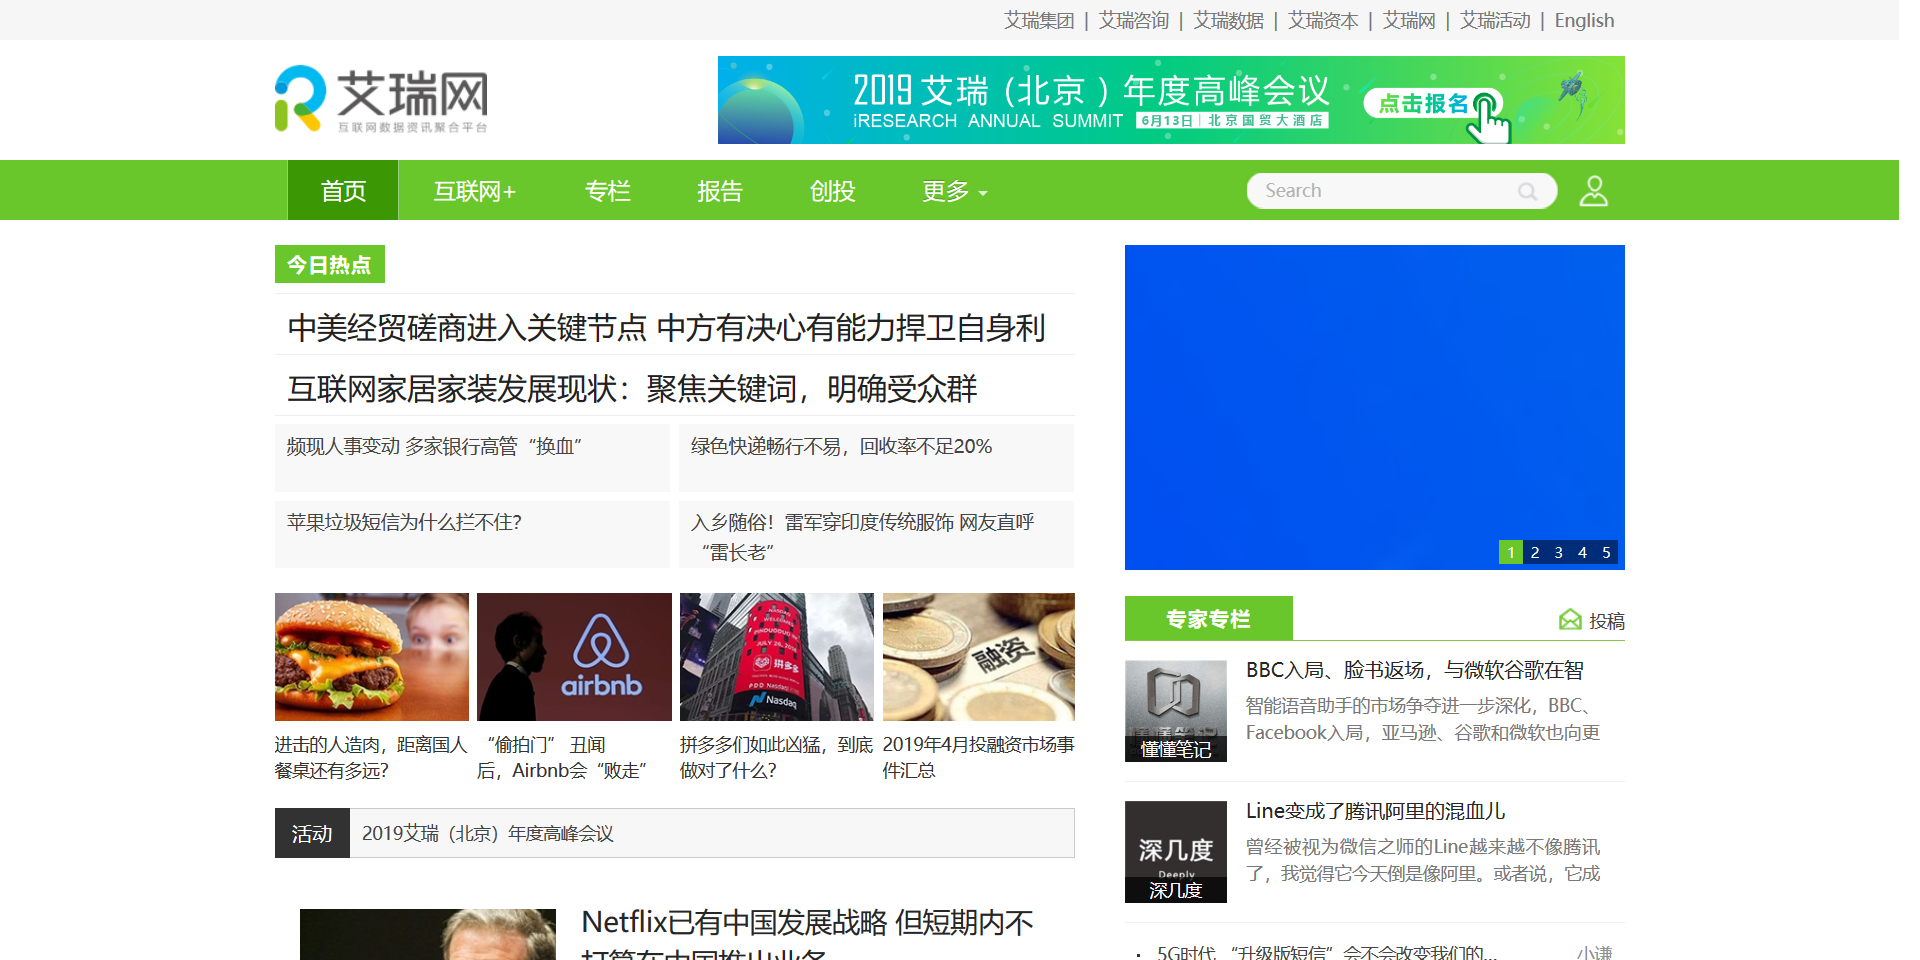 艾瑞集团 | 艾瑞咨询 | 艾瑞数据 | 艾瑞资本 | 艾瑞网 | 艾瑞活动 | English
艾瑞网
互联网数据资讯聚合平台
2019 艾瑞（北京）年度高峰会议
iRESEARCH ANNUAL SUMMIT 6月13日 | 北京国贸大酒店
点击报名
首页 互联网+ 专栏 报告 创投 更多
Search
今日热点
中美经贸磋商进入关键节点 中方有决心有能力捍卫自身利
互联网家居家装发展现状：聚焦关键词，明确受众群
频现人事变动 多家银行高管“换血”
绿色快递畅行不易，回收率不足20%
苹果垃圾短信为什么拦不住？
入乡随俗！雷军穿印度传统服饰 网友直呼
“雷长老”
1 2 3 4 5
airbnb
拼多多
Nasdaq
融资
进击的人造肉，距离国人
餐桌还有多远？
“偷拍门” 丑闻
后，Airbnb会“败走”
拼多多们如此凶猛，到底
做对了什么？
2019年4月投融资市场事
件汇总
活动
2019艾瑞（北京）年度高峰会议
Netflix已有中国发展战略 但短期内不
打算在中国推出业务
专家专栏
投稿
BBC入局、脸书返场，与微软谷歌在智
智能语音助手的市场争夺进一步深化，BBC、
Facebook入局，亚马逊、谷歌和微软也向更
懂懂笔记
Line变成了腾讯阿里的混血儿
曾经被视为微信之师的Line越来越不像腾讯
了，我觉得它今天倒是像阿里。或者说，它成
深几度
Deeply
深几度
5G时代 “升级版短信”会不会改变我们的... 小谦